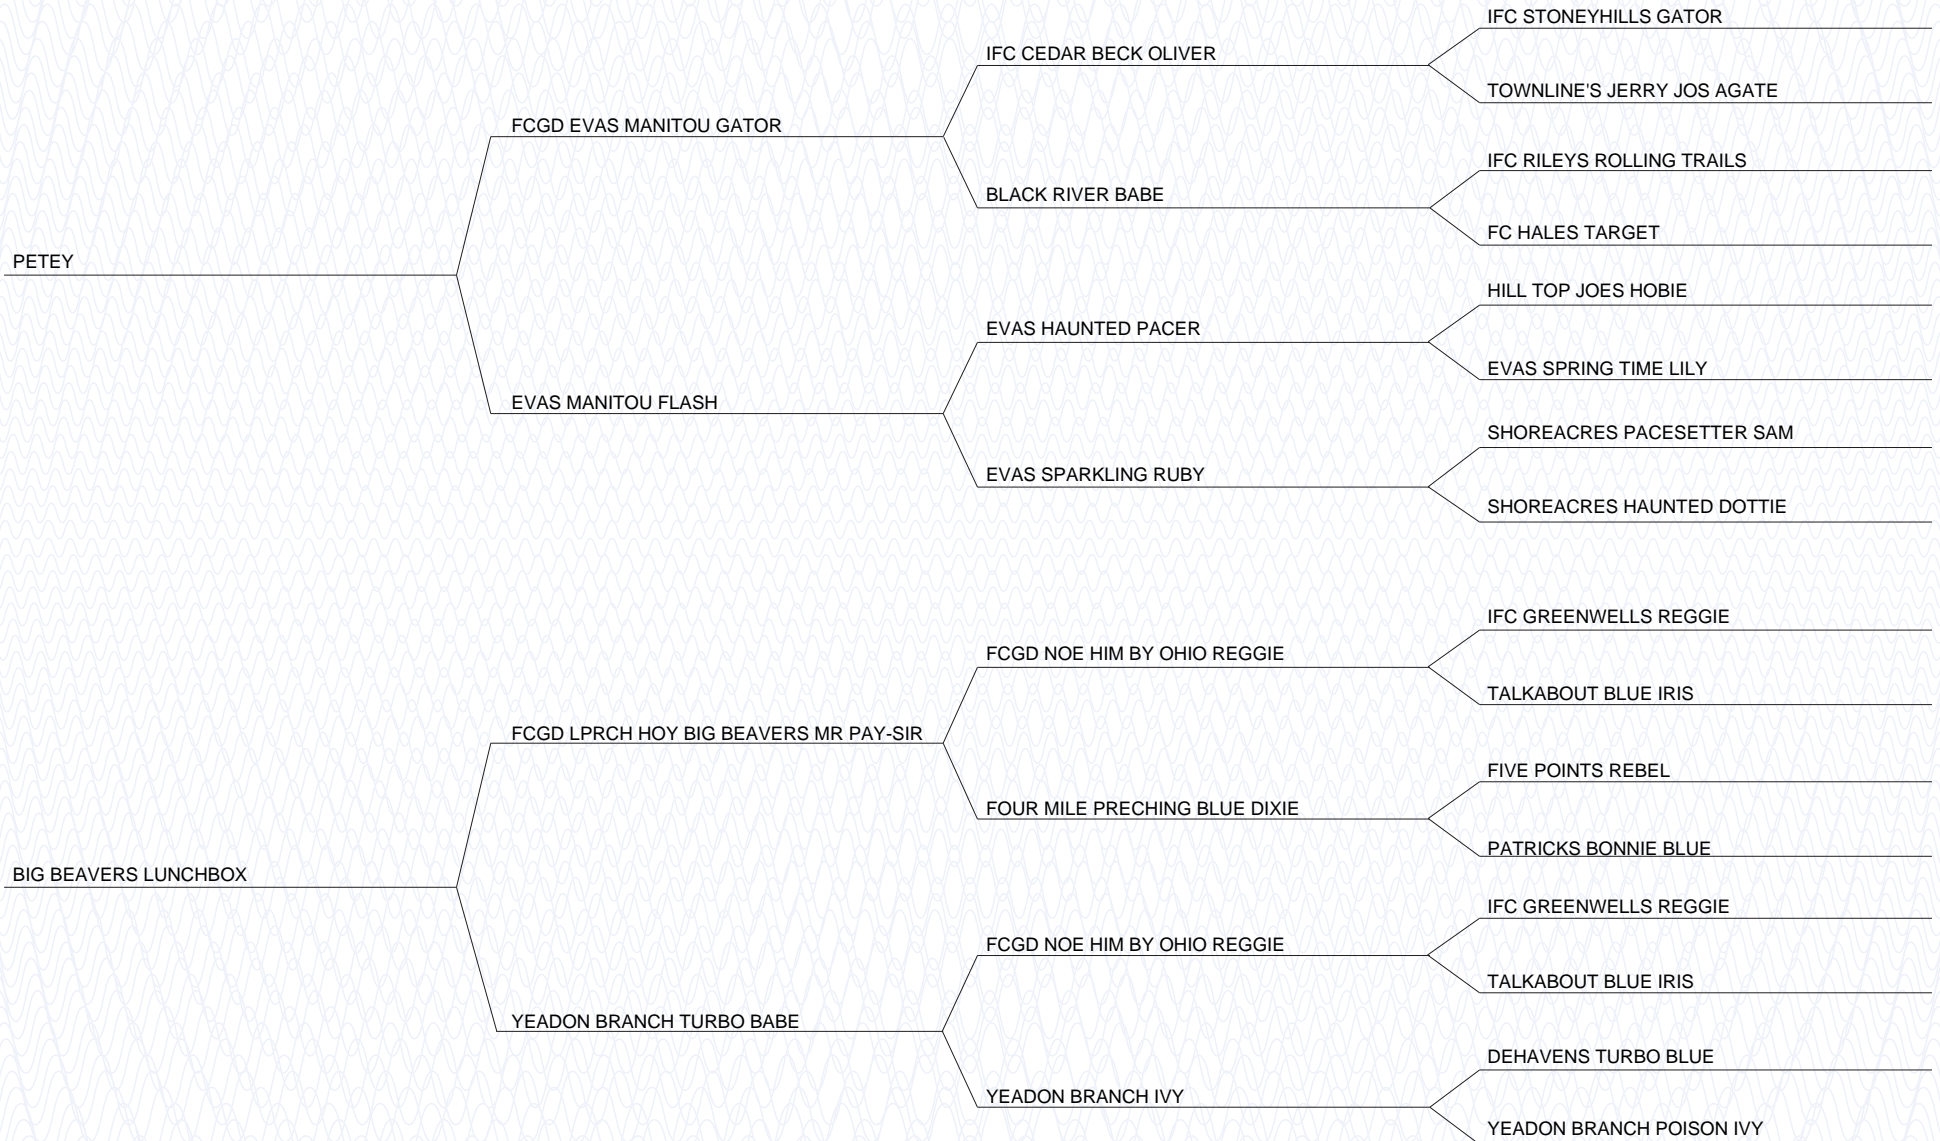 IFC STONEYHILLS GATOR
IFC CEDAR BECK OLIVER
TOWNLINE'S JERRY JOS AGATE
FCGD EVAS MANITOU GATOR
IFC RILEYS ROLLING TRAILS
BLACK RIVER BABE
FC HALES TARGET
PETEY
HILL TOP JOES HOBIE
EVAS HAUNTED PACER
EVAS SPRING TIME LILY
EVAS MANITOU FLASH
SHOREACRES PACESETTER SAM
EVAS SPARKLING RUBY
SHOREACRES HAUNTED DOTTIE
IFC GREENWELLS REGGIE
FCGD NOE HIM BY OHIO REGGIE
TALKABOUT BLUE IRIS
FCGD LPRCH HOY BIG BEAVERS MR PAY-SIR
FIVE POINTS REBEL
FOUR MILE PRECHING BLUE DIXIE
PATRICKS BONNIE BLUE
BIG BEAVERS LUNCHBOX
IFC GREENWELLS REGGIE
FCGD NOE HIM BY OHIO REGGIE
TALKABOUT BLUE IRIS
YEADON BRANCH TURBO BABE
DEHAVENS TURBO BLUE
YEADON BRANCH IVY
YEADON BRANCH POISON IVY